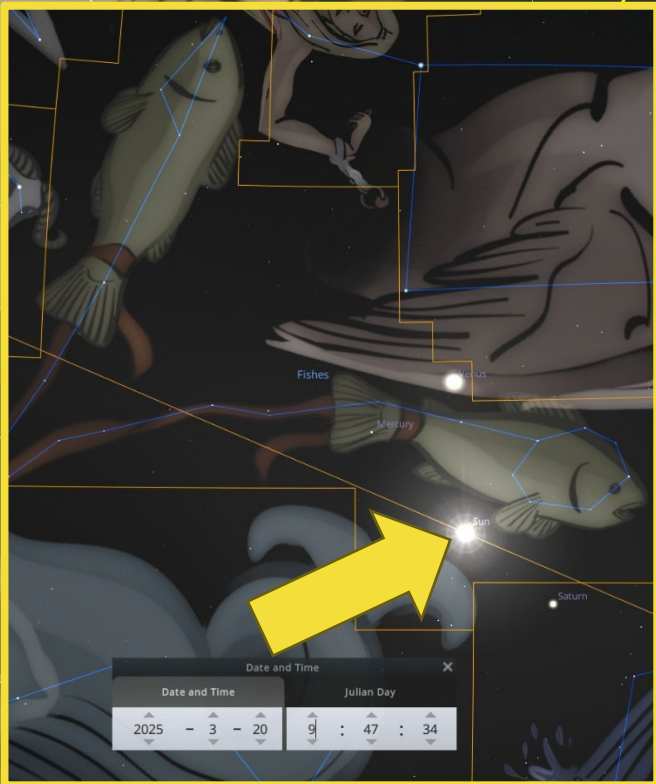 Fishes
Venus
Mercury
Sun
Saturn
Date and Time
Date and Time
Julian Day
2025 - 3 - 20
9 : 47 : 34